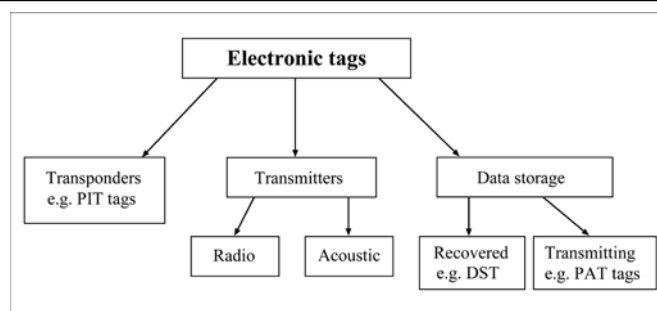 Electronic tags
Transponders
e.g. PIT tags
Transmitters
Data storage
Radio
Acoustic
Recovered
e.g. DST
Transmitting
e.g. PAT tags